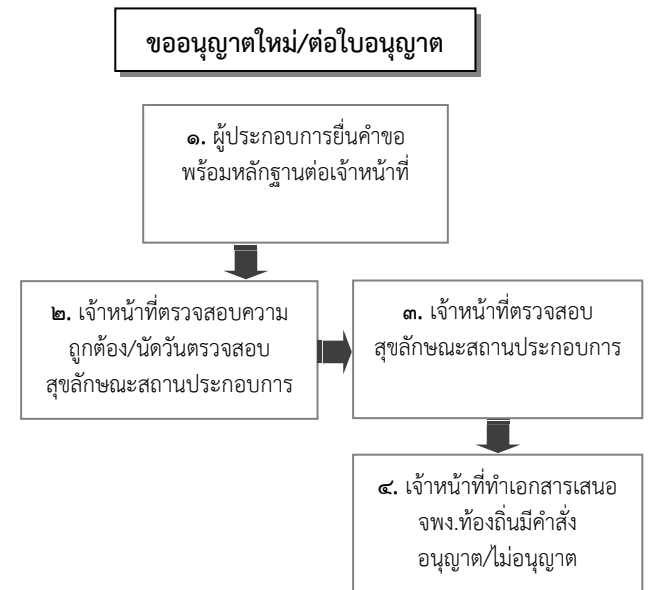 ขออนุญาตใหม่/ต่อใบอนุญาต
๑. ผู้ประกอบการยื่นคำขอ
พร้อมหลักฐานต่อเจ้าหน้าที่
๒. เจ้าหน้าที่ตรวจสอบความ
ถูกต้อง/นัดวันตรวจสอบ
สุขลักษณะสถานประกอบการ
๓. เจ้าหน้าที่ตรวจสอบ
สุขลักษณะสถานประกอบการ
๔. เจ้าหน้าที่ทำเอกสารเสนอ
จพง.ท้องถิ่นมีคำสั่ง
อนุญาต/ไม่อนุญาต